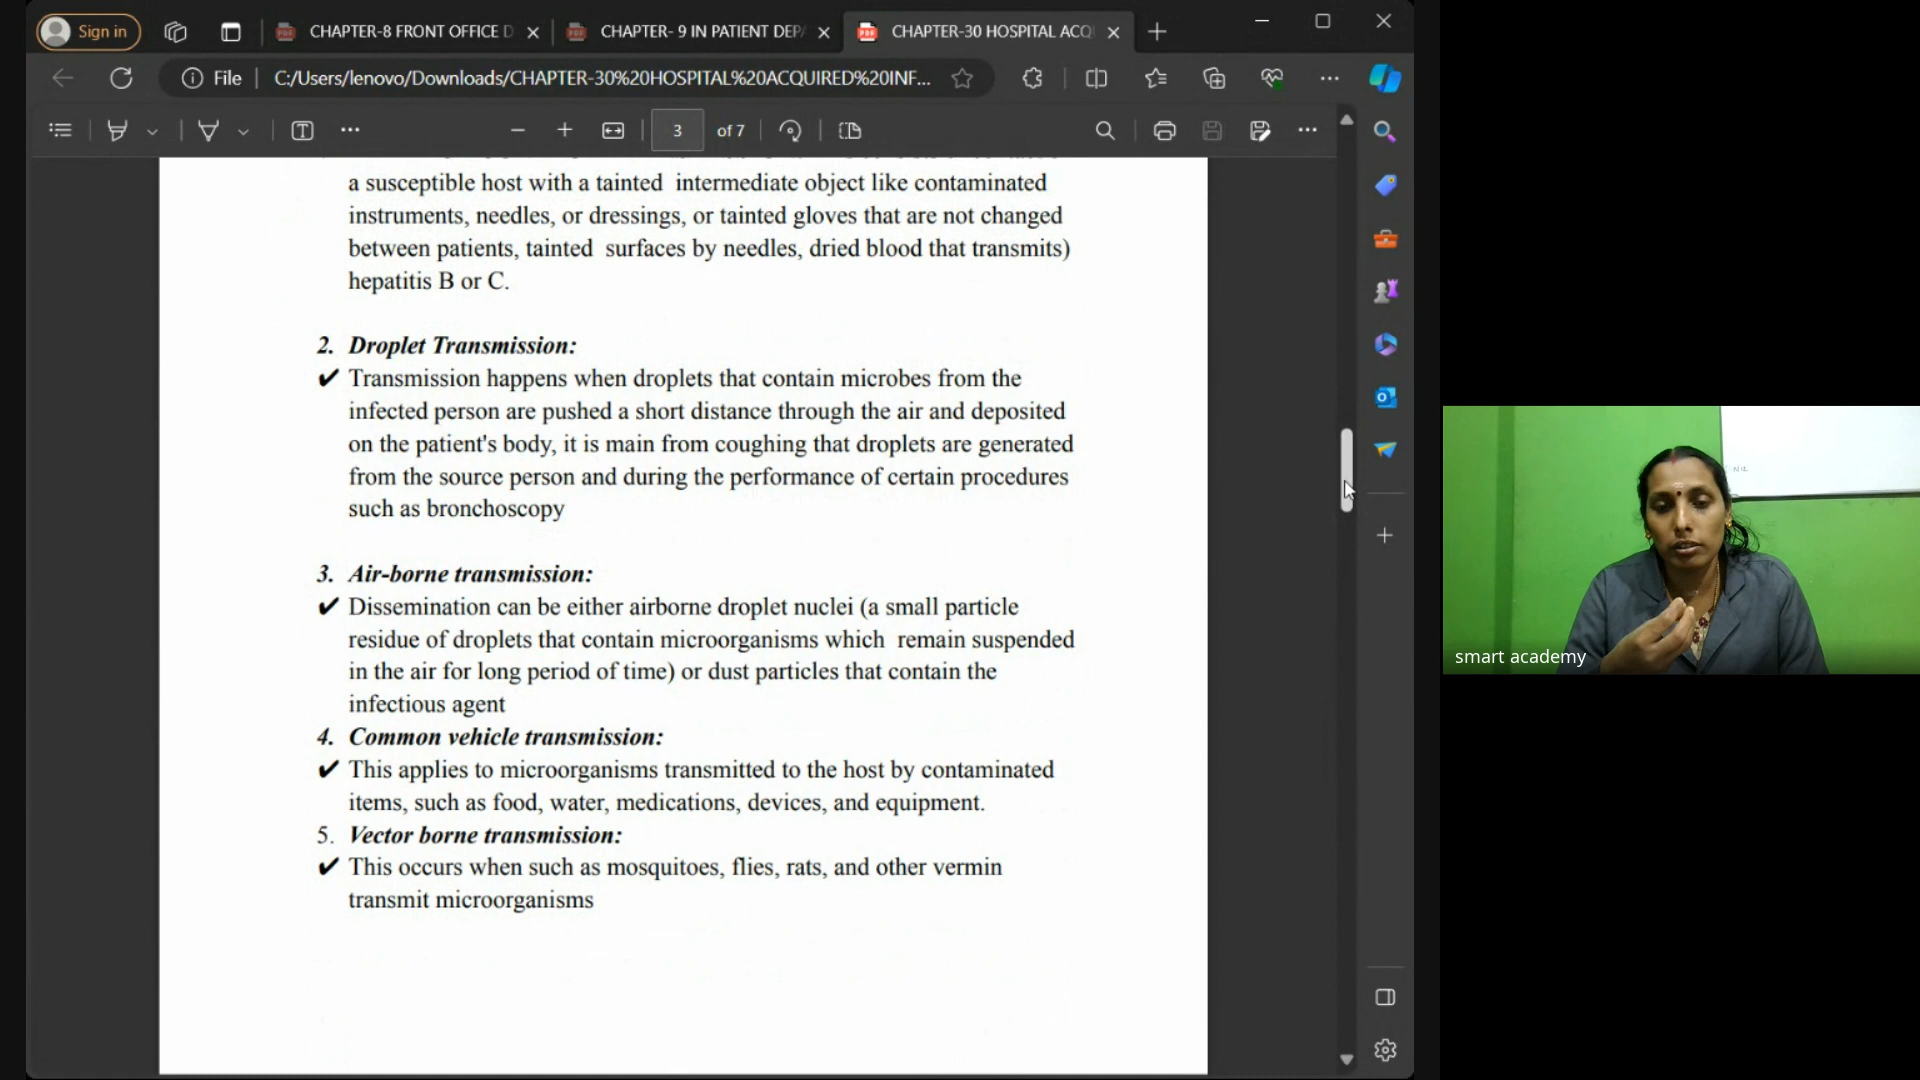 Sign in
CHAPTER-8 FRONT OFFICE D
CHAPTER- 9 IN PATIENT DEPA
CHAPTER-30 HOSPITAL ACQ
File
C:/Users/lenovo/Downloads/CHAPTER-30%20HOSPITAL%20ACQUIRED%20INF...
3 of 7
a susceptible host with a tainted intermediate object like contaminated
instruments, needles, or dressings, or tainted gloves that are not changed
between patients, tainted surfaces by needles, dried blood that transmits)
hepatitis B or C.
2. Droplet Transmission:
✔ Transmission happens when droplets that contain microbes from the
infected person are pushed a short distance through the air and deposited
on the patient's body, it is main from coughing that droplets are generated
from the source person and during the performance of certain procedures
such as bronchoscopy
3. Air-borne transmission:
✔ Dissemination can be either airborne droplet nuclei (a small particle
residue of droplets that contain microorganisms which remain suspended
in the air for long period of time) or dust particles that contain the
infectious agent
4. Common vehicle transmission:
✔ This applies to microorganisms transmitted to the host by contaminated
items, such as food, water, medications, devices, and equipment.
5. Vector borne transmission:
✔ This occurs when such as mosquitoes, flies, rats, and other vermin
transmit microorganisms
smart academy